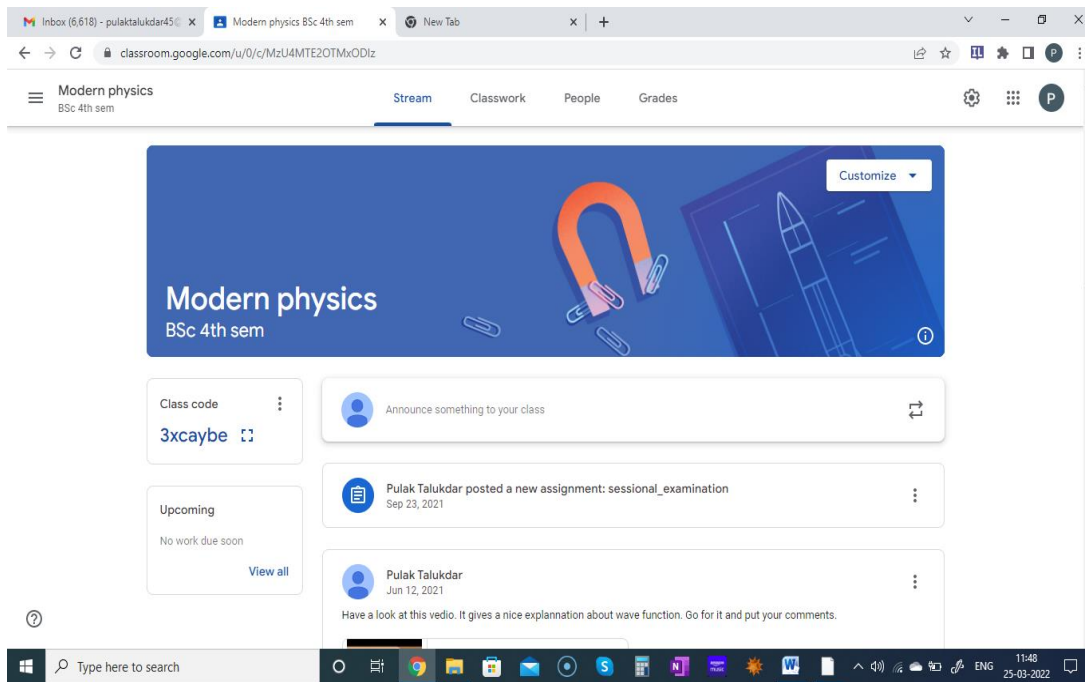 Inbox (6,618) - pulaktalukdar45
Modern physics BSc 4th sem
New Tab
classroom.google.com/u/0/c/MzU4MTE2OTMxODIz
P
Modern physics
BSc 4th sem
Stream
Classwork
People
Grades
P
Customize
Modern physics
BSc 4th sem
Class code
3xcaybe
Announce something to your class
Pulak Talukdar posted a new assignment: sessional_examination
Sep 23, 2021
Upcoming
No work due soon
View all
Pulak Talukdar
Jun 12, 2021
Have a look at this vedio. It gives a nice explannation about wave function. Go for it and put your comments.
Type here to search
ENG
11:48
25-03-2022